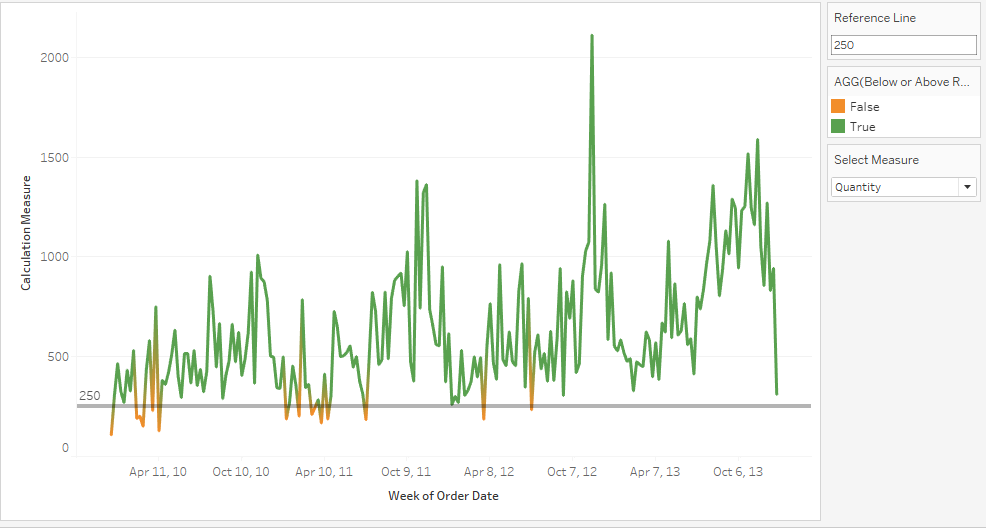 Reference Line
250
AGG(Below or Above R...
False
True
Select Measure
Quantity
Calculation Measure
2000
1500
1000
500
250
0
Apr 11, 10
Oct 10, 10
Apr 10, 11
Oct 9, 11
Apr 8, 12
Oct 7, 12
Apr 7, 13
Oct 6, 13
Week of Order Date